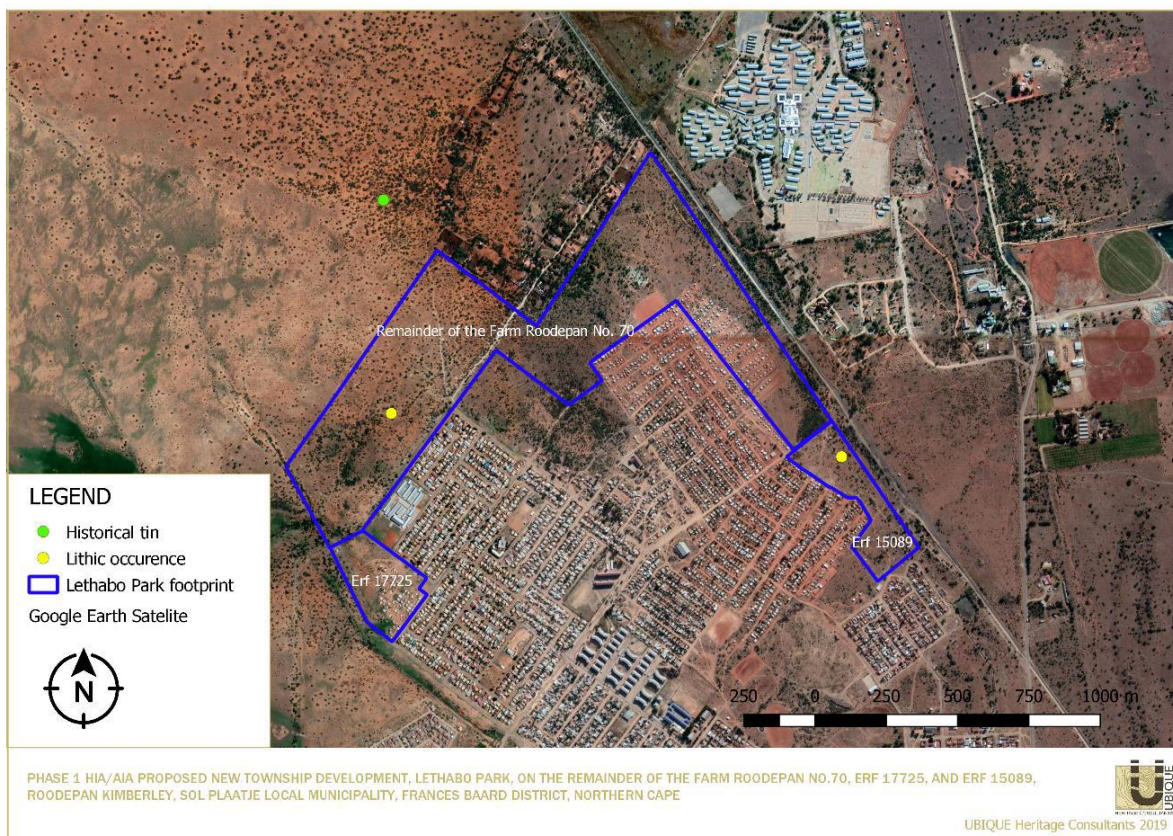 Remainder of the Farm Roodepan No. 70
Erf 15089
Erf 17725
LEGEND
Historical tin
Lithic occurence
Lethabo Park footprint
Google Earth Satelite
N
250 0 250 500 750 1000 m
PHASE 1 HIA/AIA PROPOSED NEW TOWNSHIP DEVELOPMENT, LETHABO PARK, ON THE REMAINDER OF THE FARM ROODEPAN NO.70, ERF 17725, AND ERF 15089,
ROODEPAN KIMBERLEY, SOL PLAATJE LOCAL MUNICIPALITY, FRANCES BAARD DISTRICT, NORTHERN CAPE
UBIQUE
HERITAGE CONSULTANTS
UBIQUE Heritage Consultants 2019